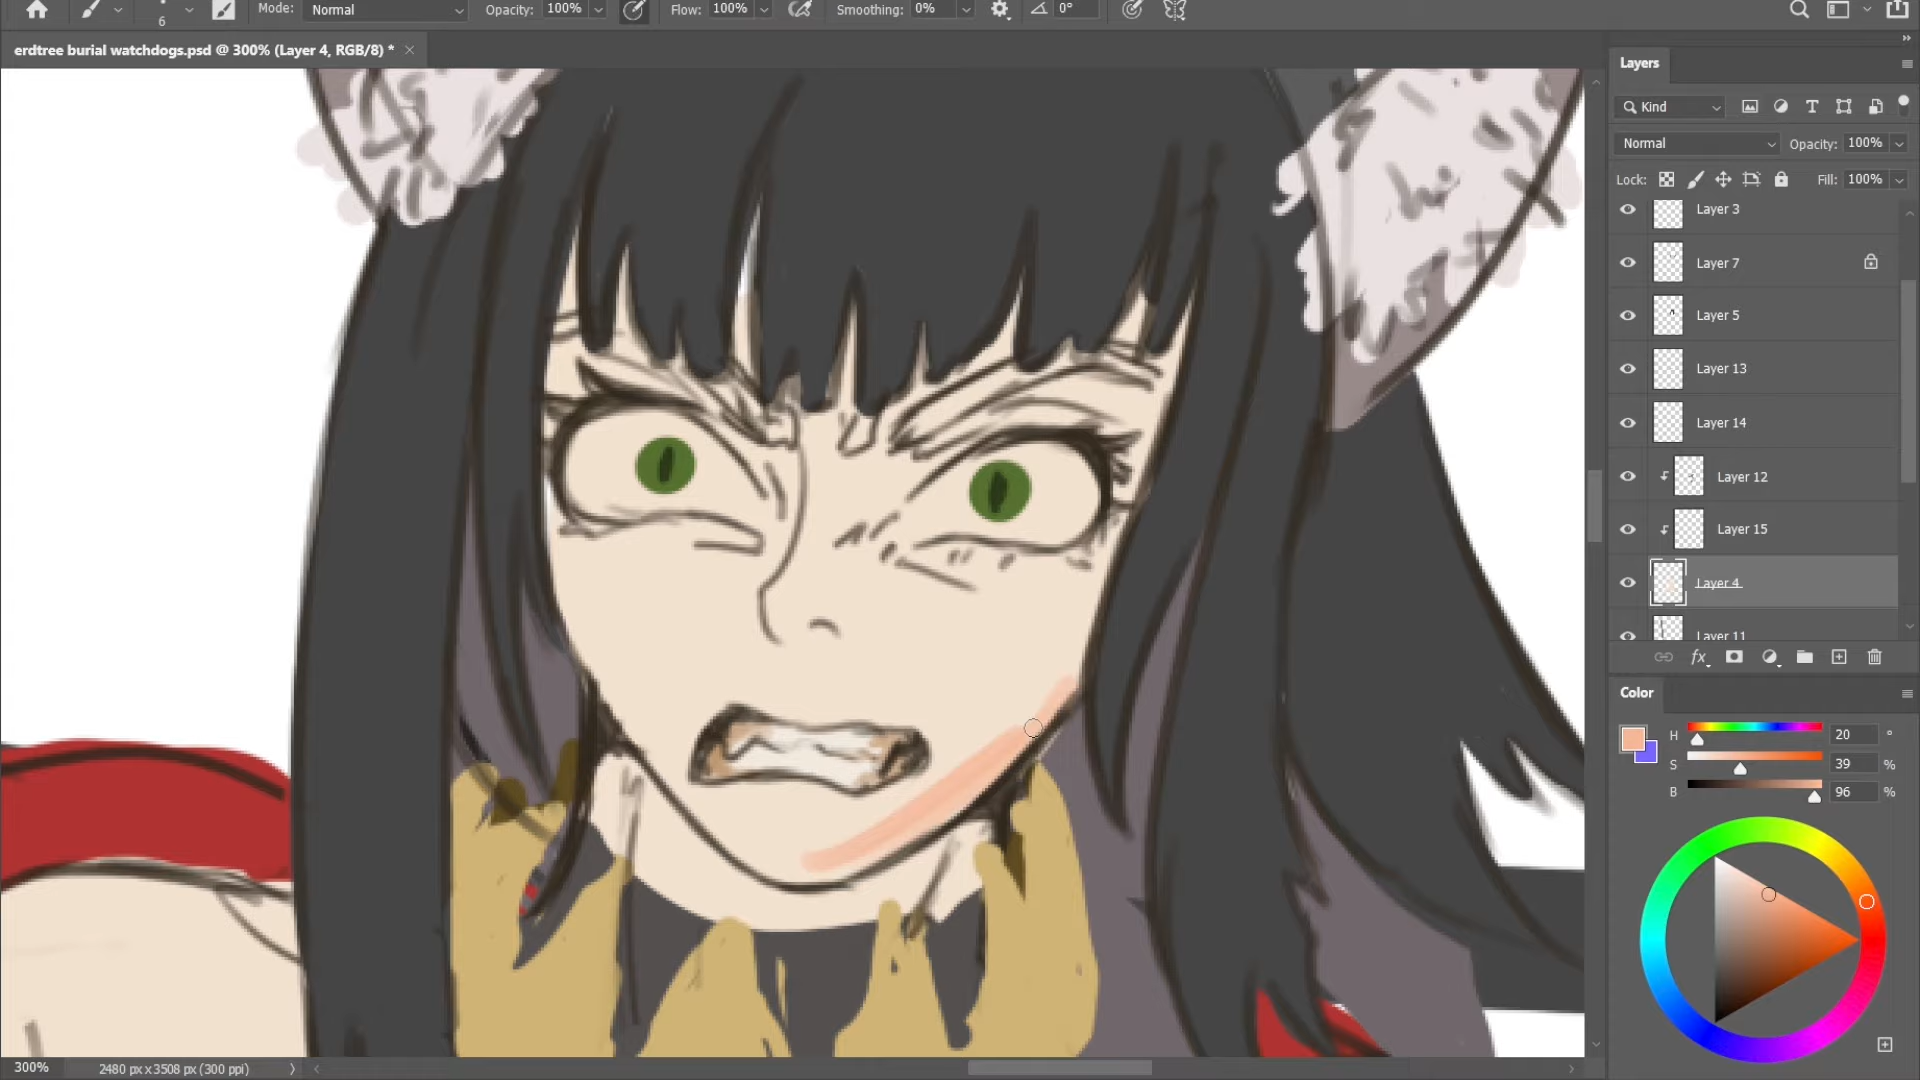 6
Mode: Normal
Opacity: 100%
Flow: 100%
Smoothing: 0%
0°
erdtree burial watchdogs.psd @ 300% (Layer 4, RGB/8) *
Layers
Kind
Normal
Opacity: 100%
Lock:
Fill: 100%
Layer 3
Layer 7
Layer 5
Layer 13
Layer 14
Layer 12
Layer 15
Layer 4
Layer 11
fx
Color
H 20 °
S 39 %
B 96 %
300%
2480 px x 3508 px (300 ppi)